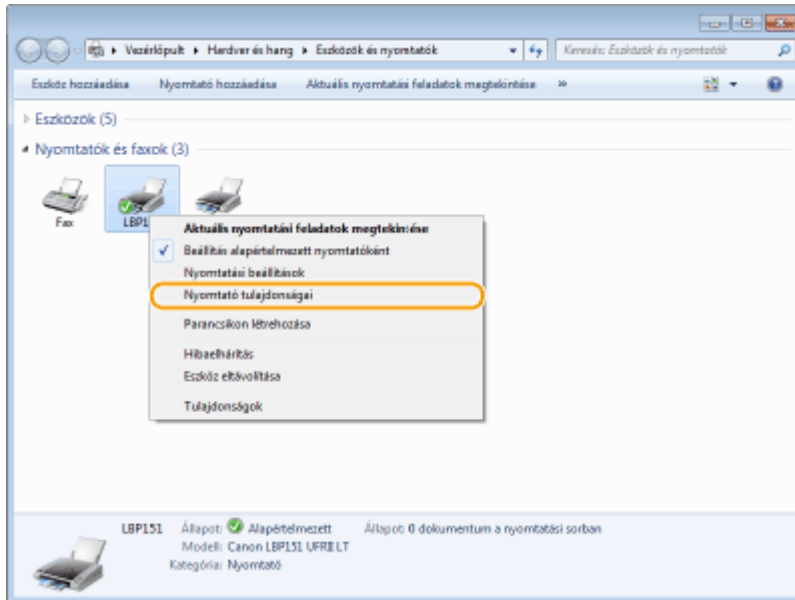 Vezérlőpult ▸ Hardver és hang ▸ Eszközök és nyomtatók
Keresés: Eszközök és nyomtatók
Eszköz hozzáadása Nyomtató hozzáadása Aktuális nyomtatási feladatok megtekintése »
Eszközök (5)
Nyomtatók és faxok (3)
Fax
LBP1
Aktuális nyomtatási feladatok megtekintése
Beállítás alapértelmezett nyomtatóként
Nyomtatási beállítások
Nyomtató tulajdonságai
Parancsikon létrehozása
Hibaelhárítás
Eszköz eltávolítása
Tulajdonságok
LBP151 Állapot: Alapértelmezett Állapot: 0 dokumentum a nyomtatási sorban
Modell: Canon LBP151 UFRII LT
Kategória: Nyomtató